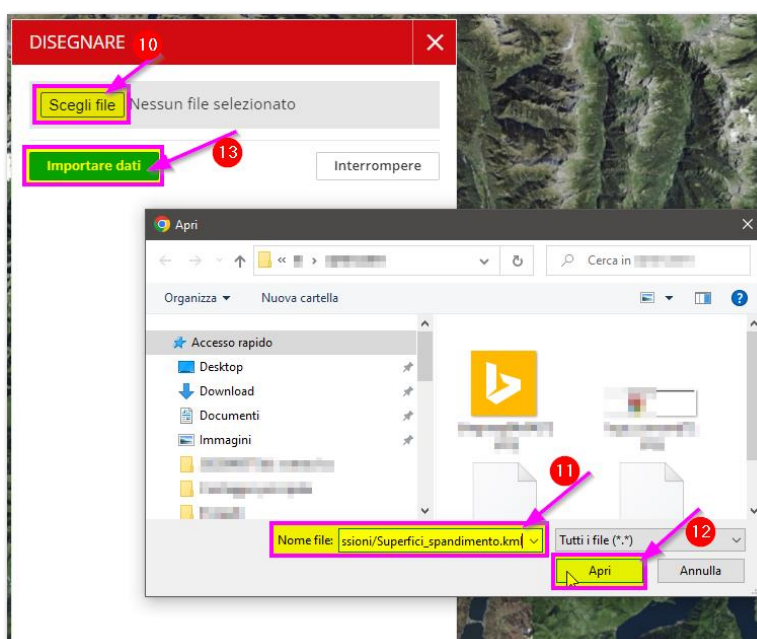 DISEGNARE
10
Scegli file Nessun file selezionato
13
Importare dati
Interrompere
Apri
«
Cerca in
Organizza
Nuova cartella
Accesso rapido
Desktop
Download
Documenti
Immagini
11
Nome file: ssioni/Superfici_spandimento.kml
Tutti i file (*.*)
12
Apri
Annulla